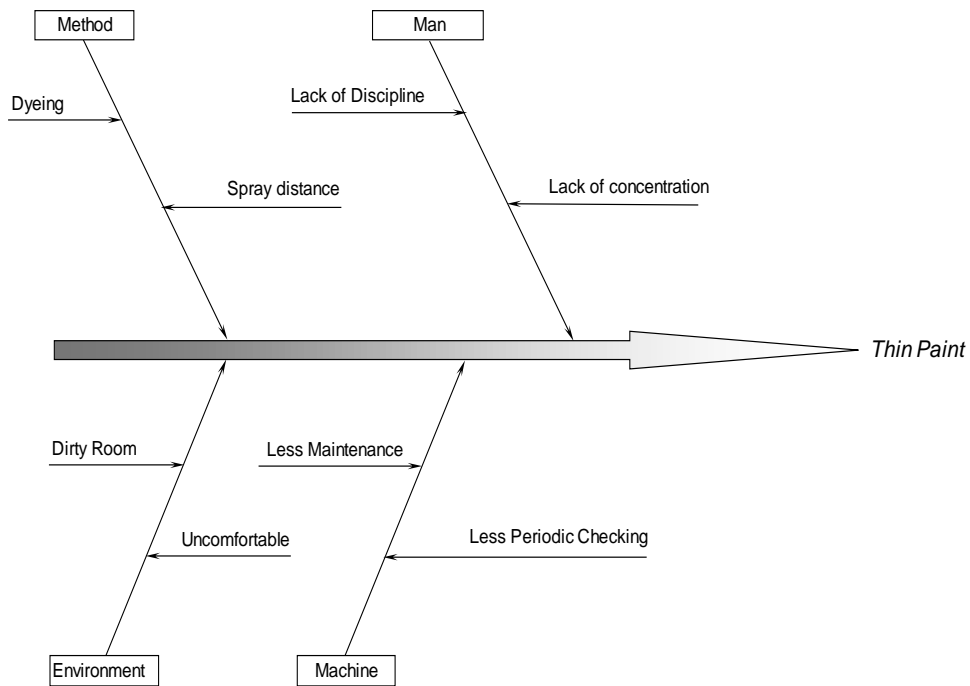 Method
Man
Dyeing
Lack of Discipline
Spray distance
Lack of concentration
Thin Paint
Dirty Room
Less Maintenance
Uncomfortable
Less Periodic Checking
Environment
Machine